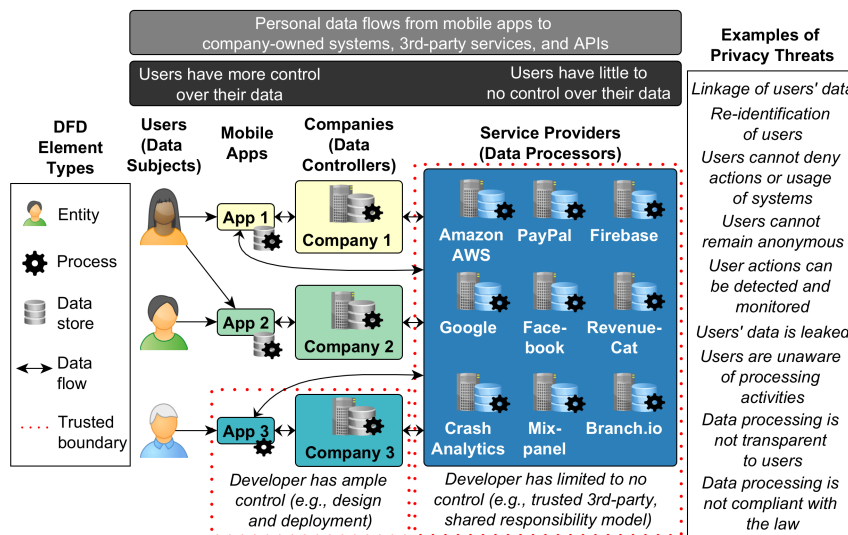 Personal data flows from mobile apps to
company-owned systems, 3rd-party services, and APIs
Users have more control
over their data
Users have little to
no control over their data
DFD
Element
Types
Entity
Process
Data
store
Data
flow
Trusted
boundary
Users
(Data
Subjects)
Mobile
Apps
Companies
(Data
Controllers)
Service Providers
(Data Processors)
App 1
Company 1
App 2
Company 2
App 3
Company 3
Amazon
AWS
PayPal
Firebase
Google
Face-
book
Revenue-
Cat
Crash
Analytics
Mix-
panel
Branch.io
Developer has ample
control (e.g., design
and deployment)
Developer has limited to no
control (e.g., trusted 3rd-party,
shared responsibility model)
Examples of
Privacy Threats
Linkage of users' data
Re-identification
of users
Users cannot deny
actions or usage
of systems
Users cannot
remain anonymous
User actions can
be detected and
monitored
Users' data is leaked
Users are unaware
of processing
activities
Data processing is
not transparent
to users
Data processing is
not compliant with
the law